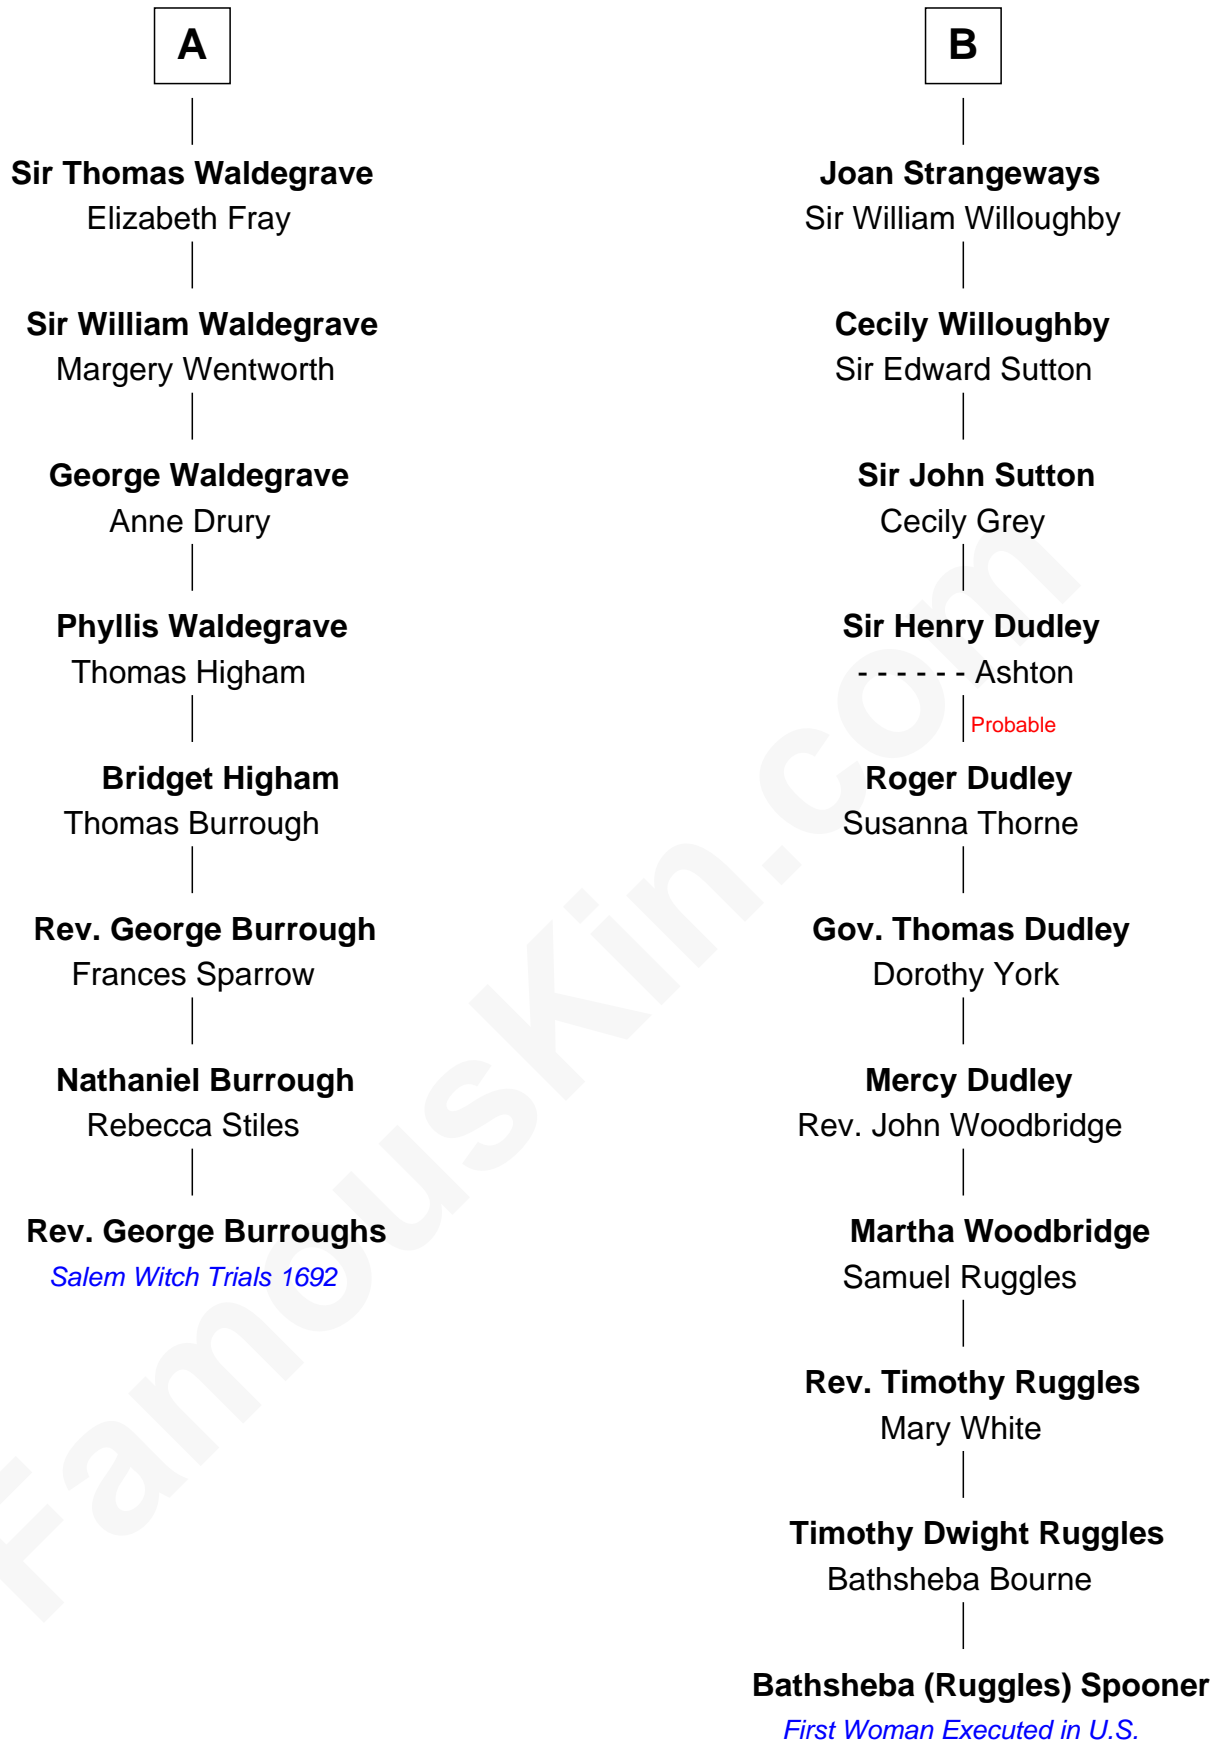 A
Sir Thomas Waldegrave
Elizabeth Fray
Sir William Waldegrave
Margery Wentworth
George Waldegrave
Anne Drury
Phyllis Waldegrave
Thomas Higham
Bridget Higham
Thomas Burrough
Rev. George Burrough
Frances Sparrow
Nathaniel Burrough
Rebecca Stiles
Rev. George Burroughs
Salem Witch Trials 1692
B
Joan Strangeways
Sir William Willoughby
Cecily Willoughby
Sir Edward Sutton
Sir John Sutton
Cecily Grey
Sir Henry Dudley
- - - - - - Ashton
Probable
Roger Dudley
Susanna Thorne
Gov. Thomas Dudley
Dorothy York
Mercy Dudley
Rev. John Woodbridge
Martha Woodbridge
Samuel Ruggles
Rev. Timothy Ruggles
Mary White
Timothy Dwight Ruggles
Bathsheba Bourne
Bathsheba (Ruggles) Spooner
First Woman Executed in U.S.
FamousKin.com